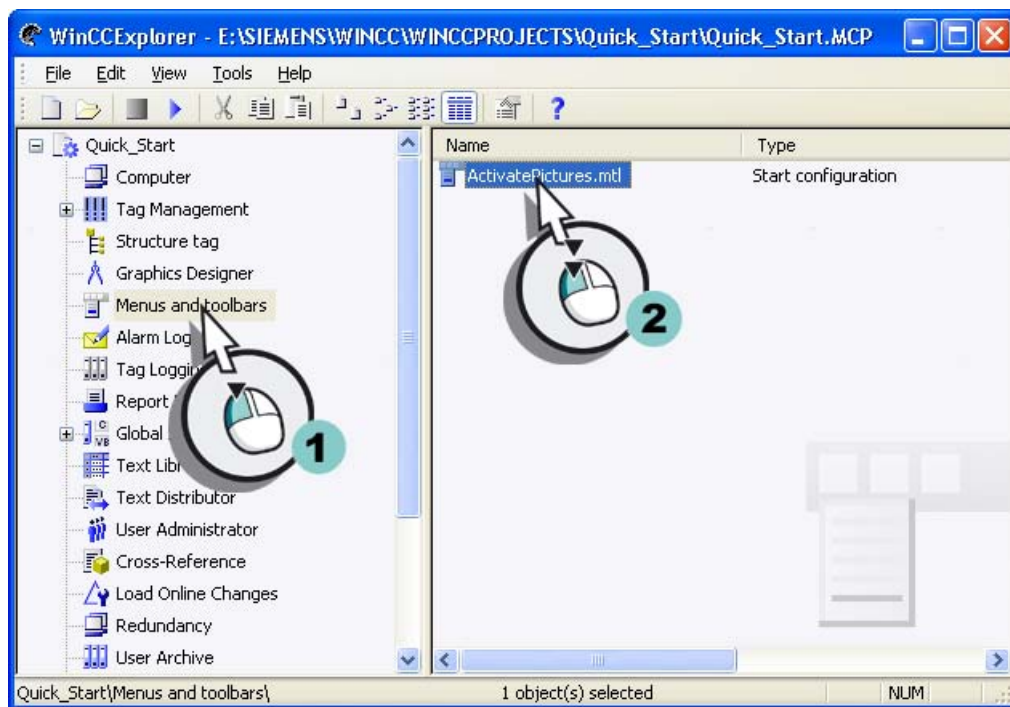 WinCCExplorer - E:\SIEMENS\WINCC\WINCCPROJECTS\Quick_Start\Quick_Start.MCP
File Edit View Tools Help
Quick_Start
Computer
Tag Management
Structure tag
Graphics Designer
Menus and toolbars
Alarm Log
Tag Loggin
Report
Global
Text Libr
Text Distributor
User Administrator
Cross-Reference
Load Online Changes
Redundancy
User Archive
Name Type
ActivatePictures.mtl Start configuration
1
2
Quick_Start\Menus and toolbars\ 1 object(s) selected NUM